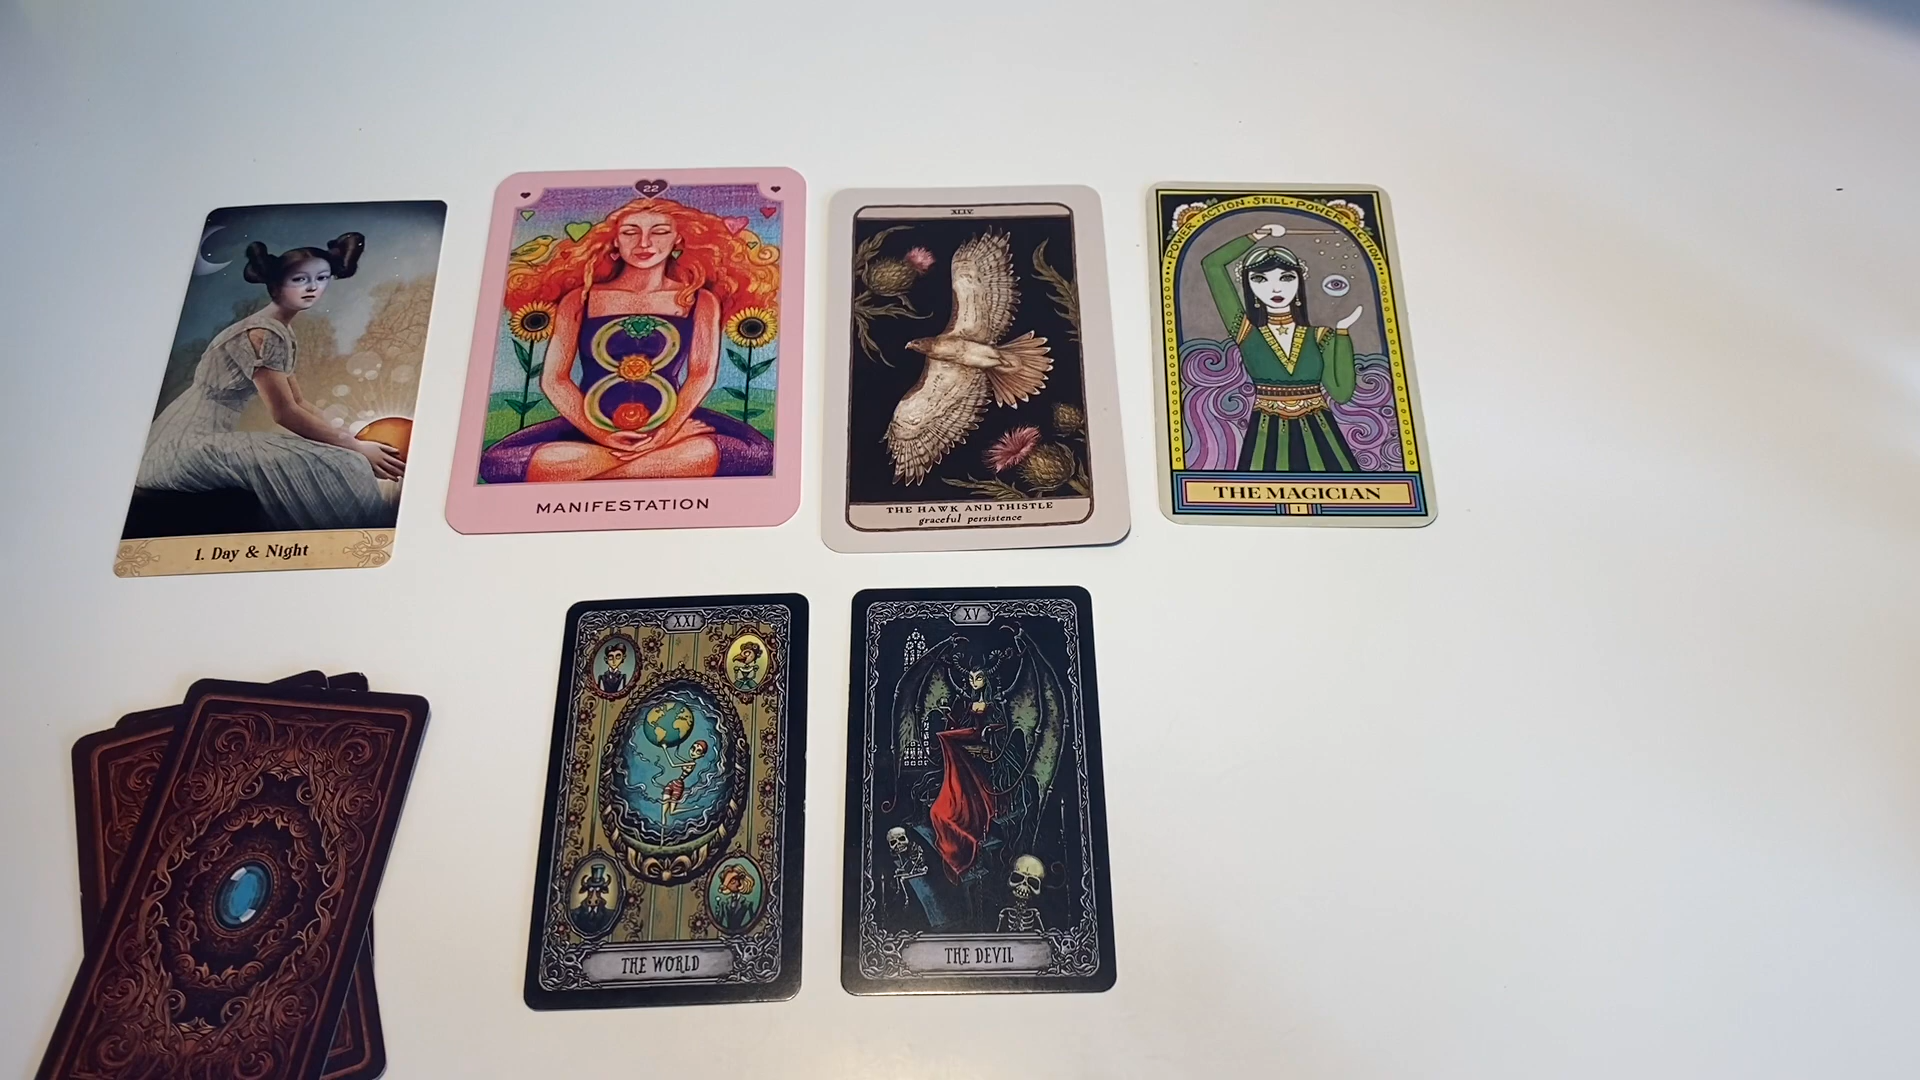 1. Day & Night
22
MANIFESTATION
XLIV
THE HAWK AND THISTLE
graceful persistence
POWER • ACTION • SKILL • POWER • ACTION
THE MAGICIAN
I
XXI
THE WORLD
XV
THE DEVIL